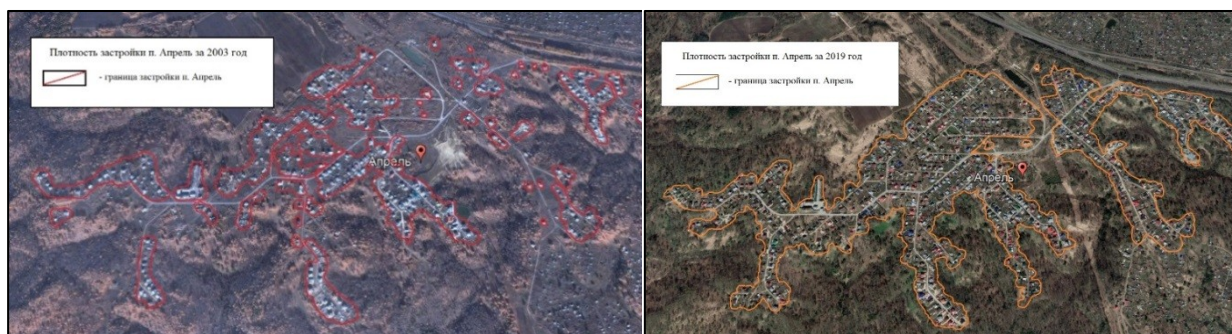 Плотность застройки п. Апрель за 2003 год
- граница застройки п. Апрель
Апрель
Плотность застройки п. Апрель за 2019 год
- граница застройки п. Апрель
Апрель